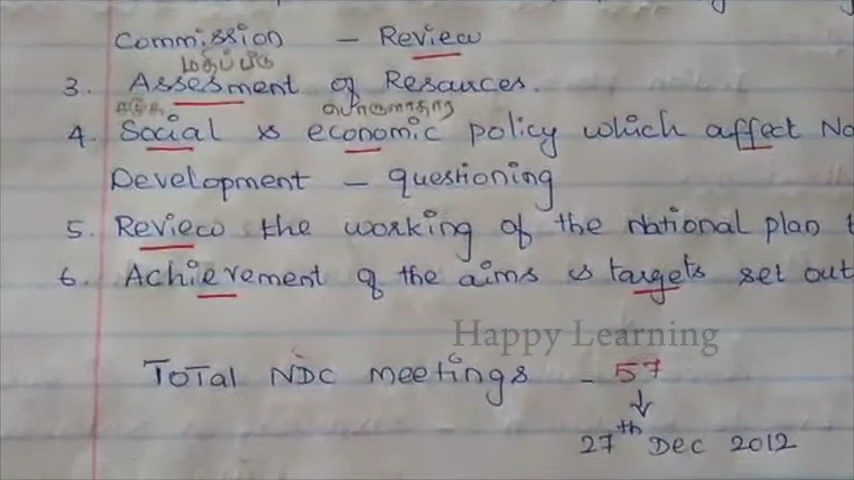 Commission - Review
மதிப்பீடு
3. Assesment of Resources.
சமூக பொருளாதார
4. Social & economic policy which affect
Development - questioning
5. Review the working of the national plan
6. Achievement of the aims & targets set out
Happy Learning
Total NDC meetings - 57
↓
27th Dec 2012